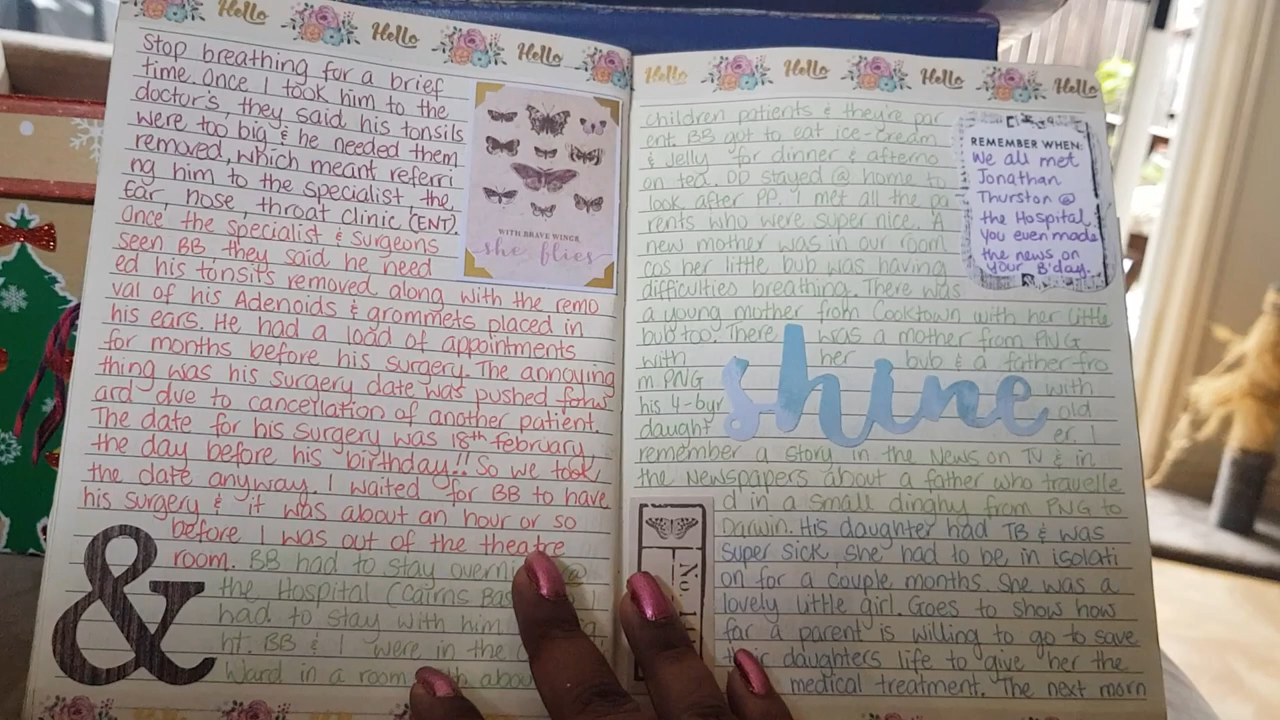 Hello Hello Hello
stop breathing for a brief
time. Once I took him to the
doctor's, they said his tonsils
were too big & he needed them
removed, which meant referri
ng him to the specialist the
Ear, nose, throat clinic (ENT).
Once the specialist & surgeons
seen BB, they said he need
ed his tonsils removed along with the remo
val of his Adenoids & grommets placed in
his ears. He had a load of appointments
for months before his surgery. The annoying
thing was his surgery date was pushed forw
ard due to cancellation of another patient.
The date for his surgery was 18th february,
the day before his birthday!! So we took
the date anyway. I waited for BB to have
his surgery & it was about an hour or so
before I was out of the theatre
room. BB had to stay overni @
the Hospital (Cairns Bas I
had to stay with him
ht. BB & I were in the
Ward in a room abou
WITH BRAVE WINGS
she flies
&
Hello Hello Hello Hello
children patients & they're par
ent. BB got to eat ice-cream
& Jelly for dinner & afterno
on tea. DD stayed @ home to
look after PP. I met all the pa
rents who were super nice. A
new mother was in our room
cos her little bub was having
difficulties breathing. There was
a young mother from Cooktown with her little
bub too. There was a mother from PNG
with her bub & a father fro
m PNG with
his 4-5yr old
daught er. I
remember a story in the News on TV & in
the Newspapers about a father who travelle
d in a small dinghy from PNG to
Darwin. His daughter had TB & was
super sick, she had to be in isolati
on for a couple months. She was a
lovely little girl. Goes to show how
far a parent is willing to go to save
daughters life to give her the
medical treatment. The next morn
REMEMBER WHEN:
We all met
Jonathan
Thurston @
the Hospital,
you even made
the news on
your B'day.
shine
No.